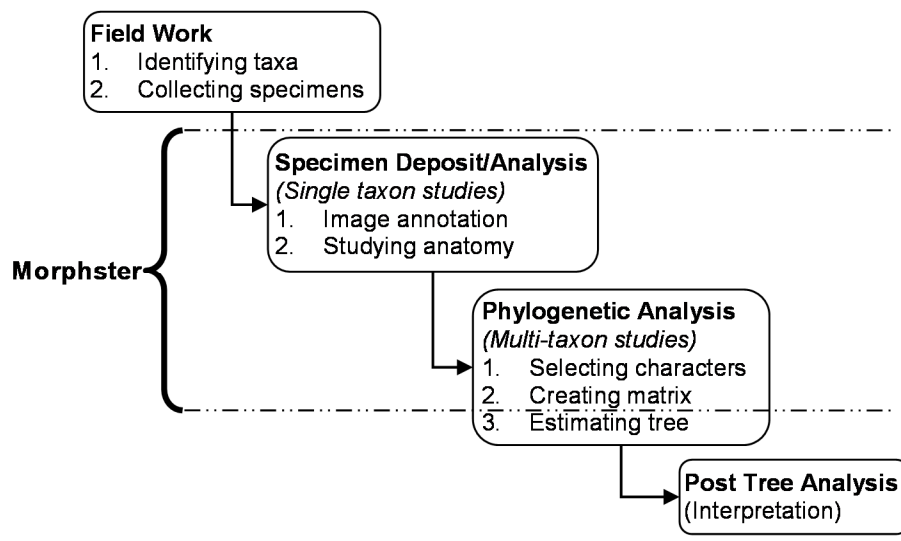 Field Work
1. Identifying taxa
2. Collecting specimens
Specimen Deposit/Analysis
(Single taxon studies)
1. Image annotation
2. Studying anatomy
Morphster
Phylogenetic Analysis
(Multi-taxon studies)
1. Selecting characters
2. Creating matrix
3. Estimating tree
Post Tree Analysis
(Interpretation)